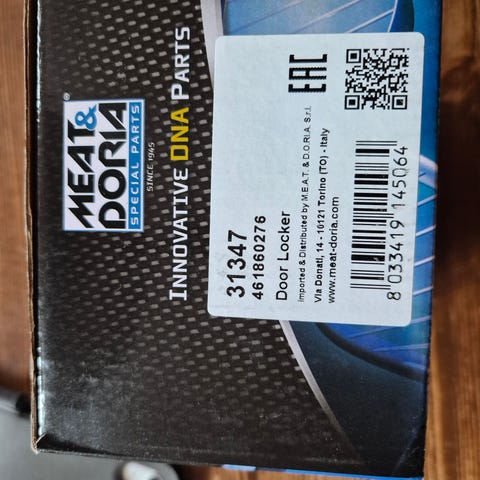 MEAT&
DORIA
®
SPECIAL PARTS
SINCE 1945
INNOVATIVE DNA PARTS
31347
461860276
Door Locker
Imported & Distributed by M.E.A.T. & D.O.R.I.A. S.r.l.
Via Donati, 14 - 10121 Torino (TO) - Italy
www.meat-doria.com
EAC
8 033419 145064